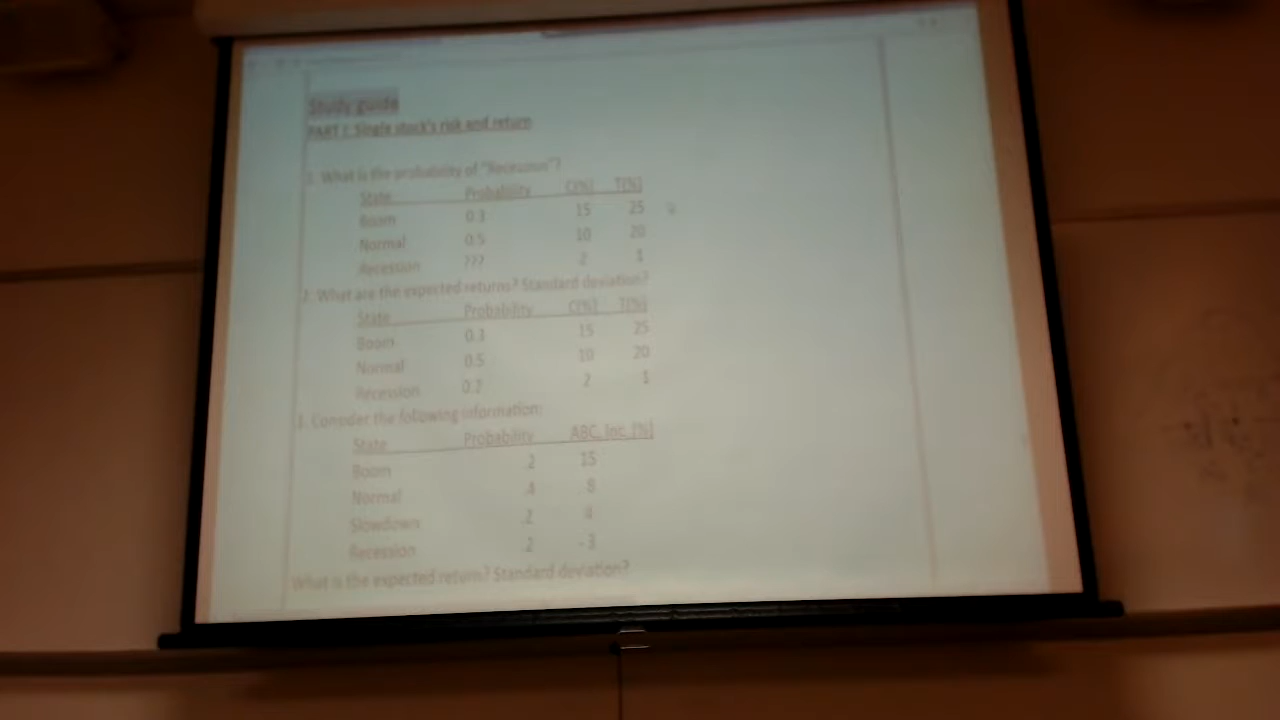 Study guide
PART I: Single stock's risk and return
1. What is the probability of "Recession"?
State Probability C(%) T(%)
Boom 0.3 15 25
Normal 0.5 10 20
Recession ??? 2 1
2. What are the expected returns? Standard deviation?
State Probability C(%) T(%)
Boom 0.3 15 25
Normal 0.5 10 20
Recession 0.2 2 1
3. Consider the following information:
State Probability ABC, Inc. (%)
Boom .2 15
Normal .4 8
Slowdown .2 4
Recession .2 -3
What is the expected return? Standard deviation?